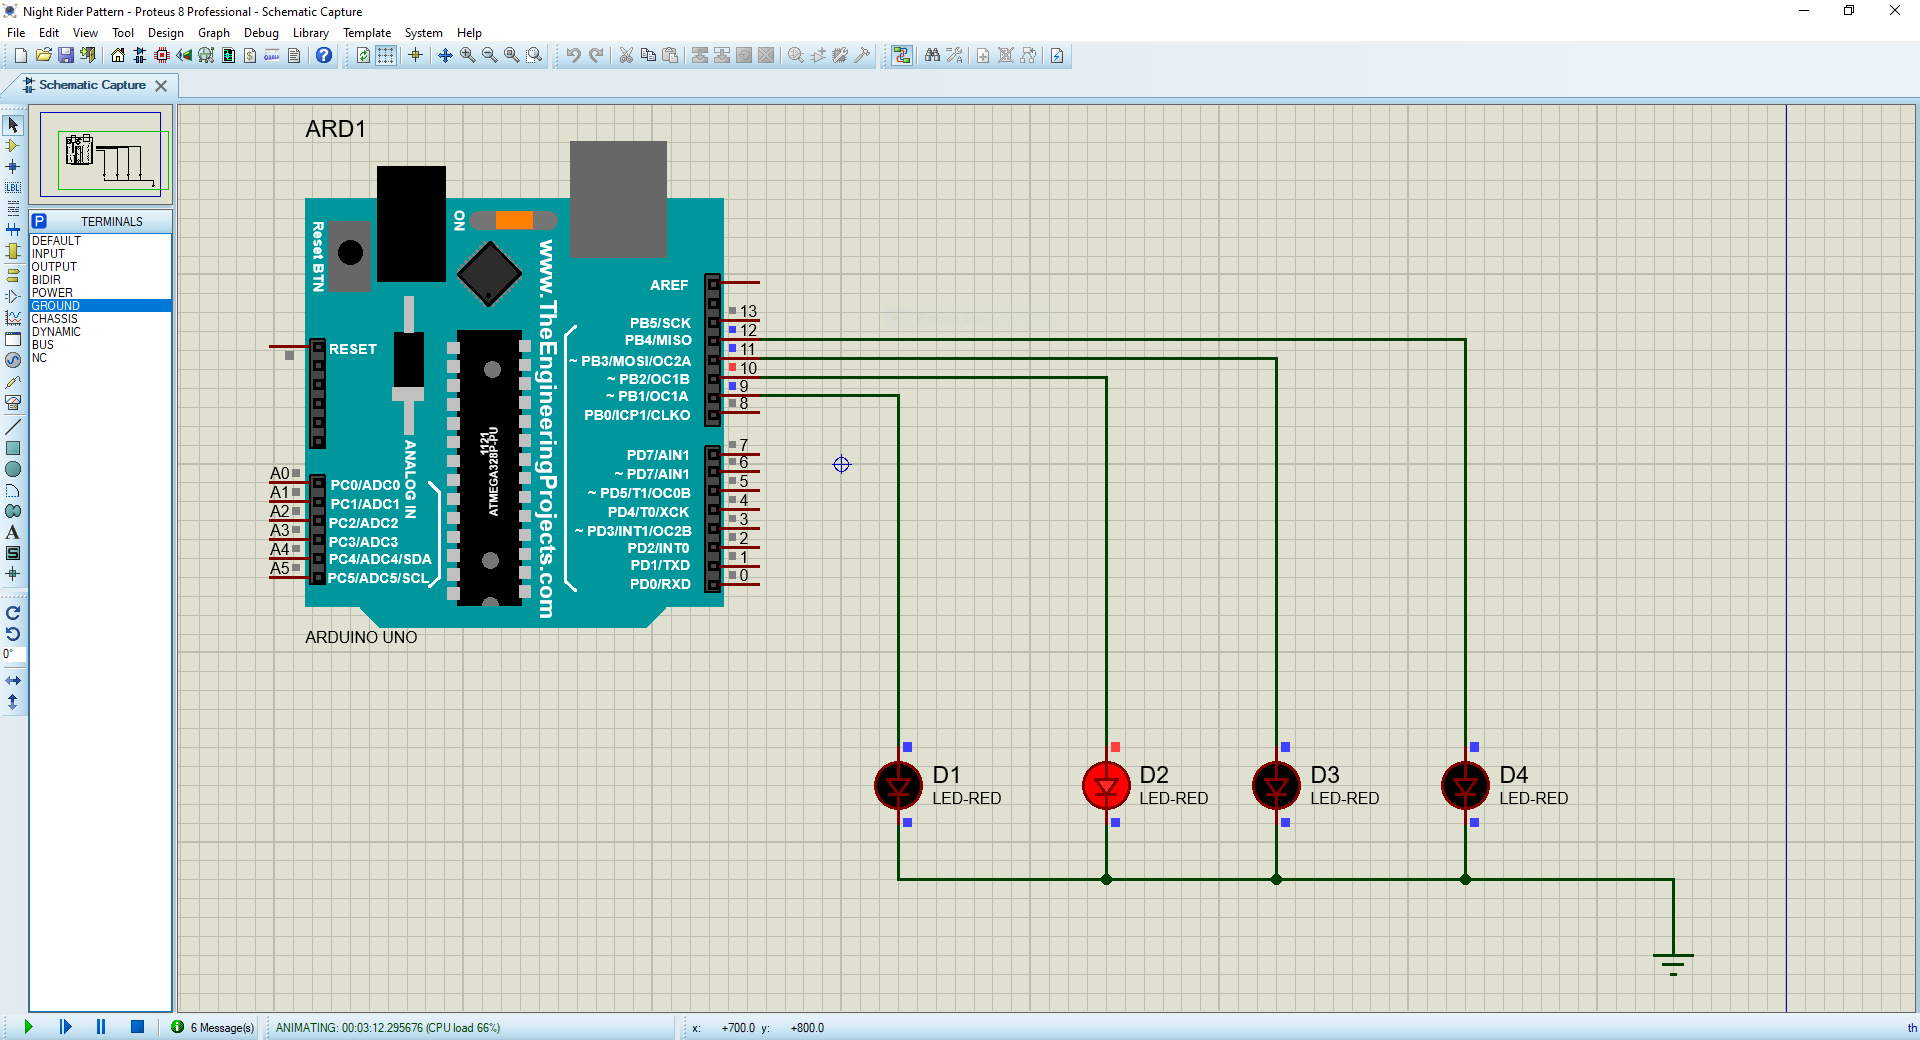 Night Rider Pattern - Proteus 8 Professional - Schematic Capture
File Edit View Tool Design Graph Debug Library Template System Help
Schematic Capture
P TERMINALS
DEFAULT
INPUT
OUTPUT
BIDIR
POWER
GROUND
CHASSIS
DYNAMIC
BUS
NC
LBL
A
S
0°
ARD1
Reset BTN
ON
www.TheEngineeringProjects.com
RESET
ANALOG IN
1121
ATMEGA328P-PU
A0 PC0/ADC0
A1 PC1/ADC1
A2 PC2/ADC2
A3 PC3/ADC3
A4 PC4/ADC4/SDA
A5 PC5/ADC5/SCL
AREF
PB5/SCK 13
PB4/MISO 12
~ PB3/MOSI/OC2A 11
~ PB2/OC1B 10
~ PB1/OC1A 9
PB0/ICP1/CLKO 8
PD7/AIN1 7
~ PD7/AIN1 6
~ PD5/T1/OC0B 5
PD4/T0/XCK 4
~ PD3/INT1/OC2B 3
PD2/INT0 2
PD1/TXD 1
PD0/RXD 0
ARDUINO UNO
D1
LED-RED
D2
LED-RED
D3
LED-RED
D4
LED-RED
6 Message(s) ANIMATING: 00:03:12.295676 (CPU load 66%) x: +700.0 y: +800.0 th